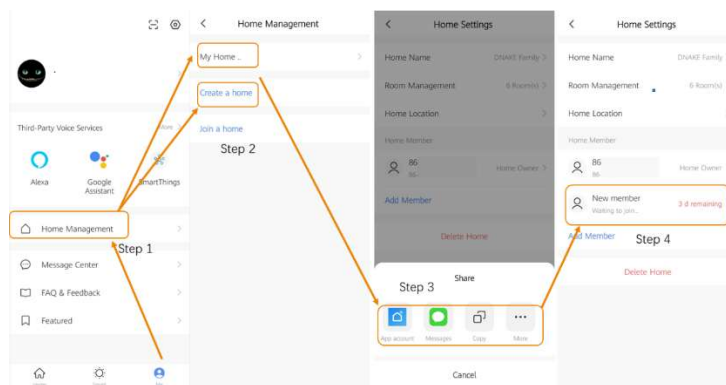 Third-Party Voice Services
More
Alexa
Google Assistant
SmartThings
Home Management
Step 1
Message Center
FAQ & Feedback
Featured
Home Management
My Home ..
Create a home
Join a home
Step 2
Home Settings
Home Name DNAKE Family
Room Management 6 Room(s)
Home Location
Home Member
86 Home Owner
86-
Add Member
Delete Home
Share
Step 3
App account Messages Copy More
Cancel
Home Settings
Home Name DNAKE Family
Room Management 6 Room(s)
Home Location
Home Member
86 Home Owner
86-
New member 3 d remaining
Waiting to join...
Add Member
Step 4
Delete Home